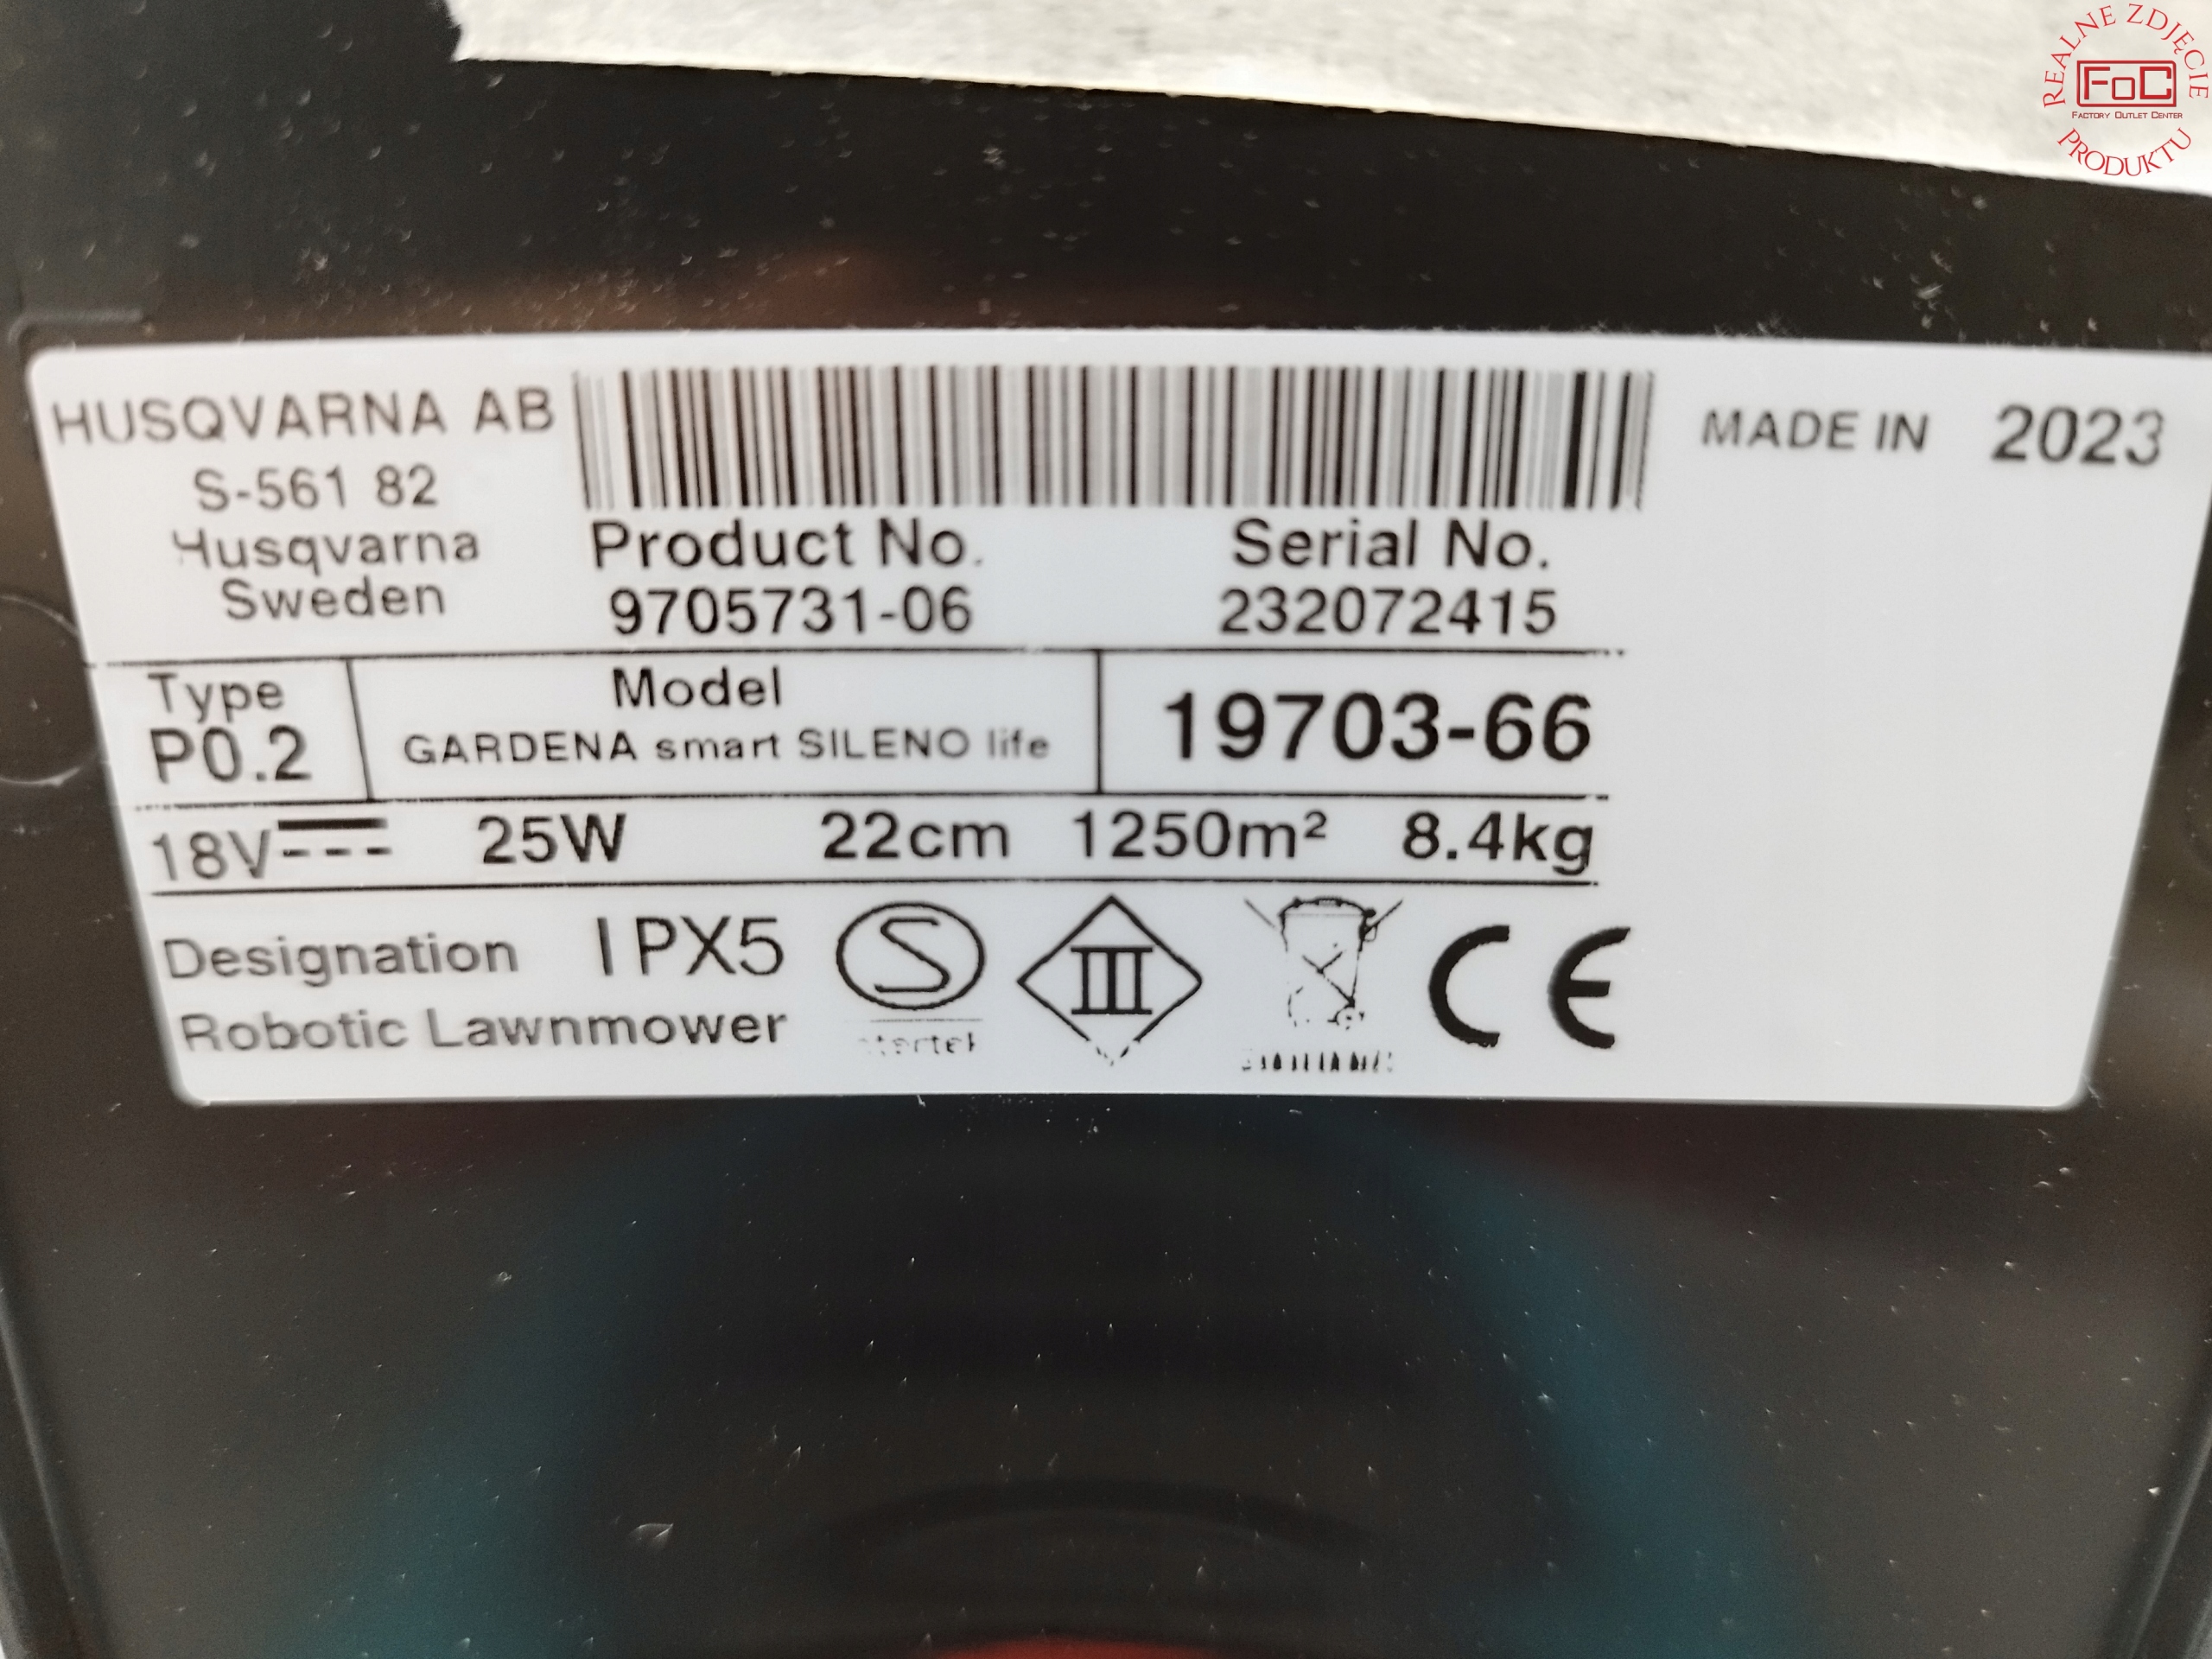 REALNE ZDJĘCIE
FoC
FACTORY OUTLET CENTER
PRODUKTU
HUSQVARNA AB
S-561 82
Husqvarna
Sweden
MADE IN 2023
Product No.
9705731-06
Serial No.
232072415
Type
P0.2
Model
GARDENA smart SILENO life
19703-66
18V 25W 22cm 1250m² 8.4kg
Designation IPX5
Robotic Lawnmower
S
III
CE